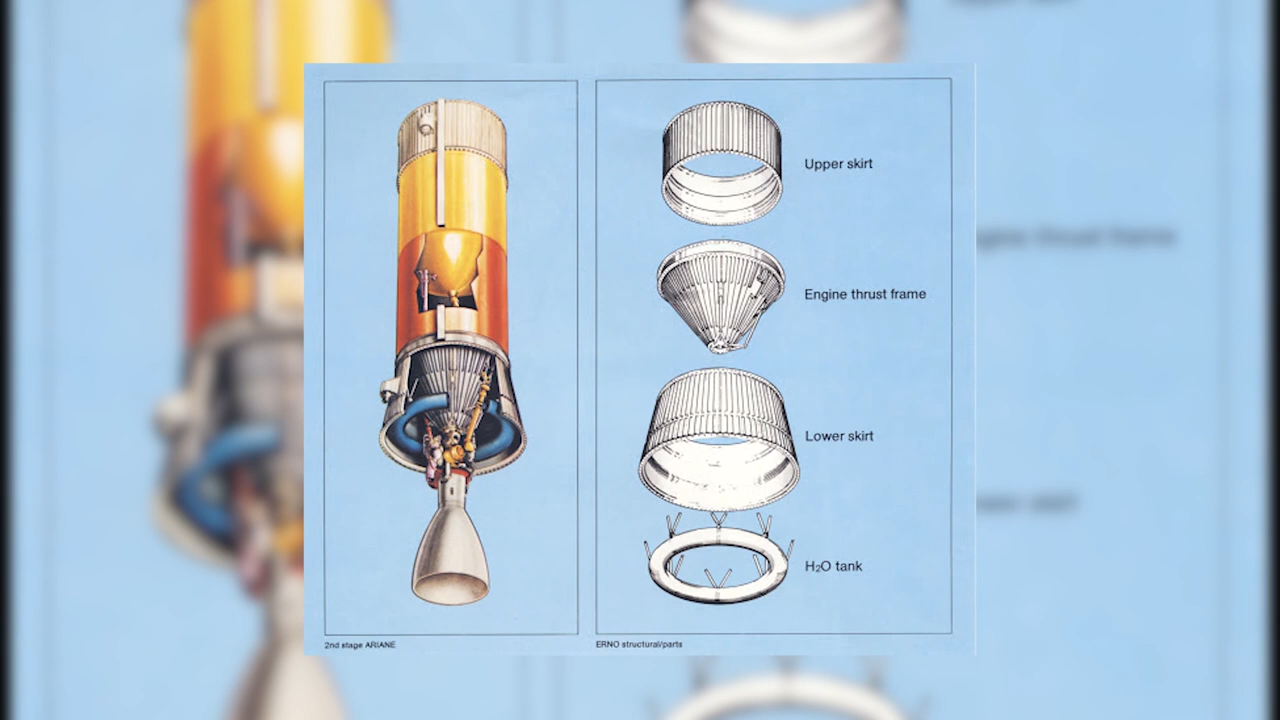 Upper skirt
Engine thrust frame
Lower skirt
H₂O tank
2nd stage ARIANE
ERNO structural/parts